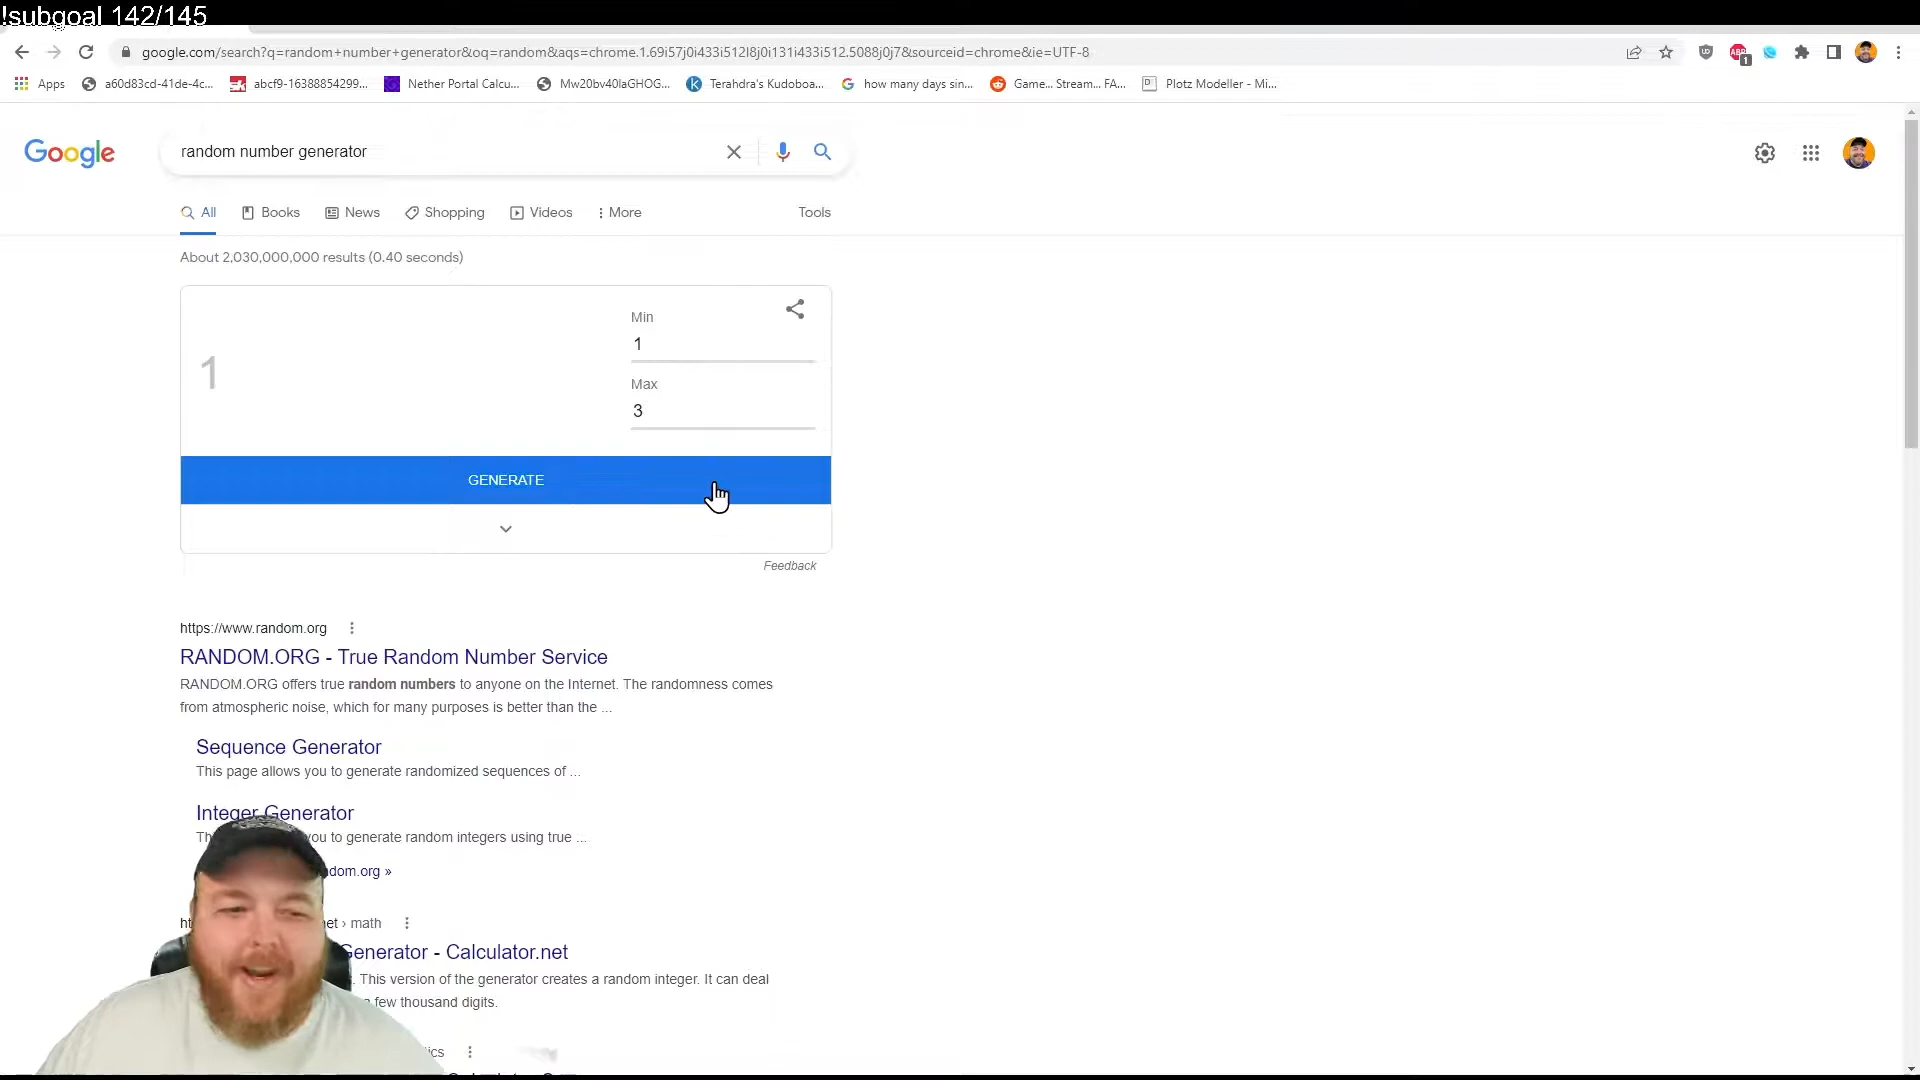 !subgoal 142/145
google.com/search?q=random+number+generator&oq=random&aqs=chrome.1.69i57j0i433i512l8j0i131i433i512.5088j0j7&sourceid=chrome&ie=UTF-8
Apps a60d83cd-41de-4c... abcf9-16388854299... Nether Portal Calcu... Mw20bv40laGHOG... Terahdra's Kudoboa... how many days sin... Game... Stream... FA... Plotz Modeller - Mi...
Google
random number generator
All Books News Shopping Videos More Tools
About 2,030,000,000 results (0.40 seconds)
Min
1
1
Max
3
GENERATE
Feedback
https://www.random.org
RANDOM.ORG - True Random Number Service
RANDOM.ORG offers true random numbers to anyone on the Internet. The randomness comes
from atmospheric noise, which for many purposes is better than the ...
Sequence Generator
This page allows you to generate randomized sequences of ...
Integer Generator
you to generate random integers using true ...
dom.org »
net › math
Generator - Calculator.net
This version of the generator creates a random integer. It can deal
a few thousand digits.
ics